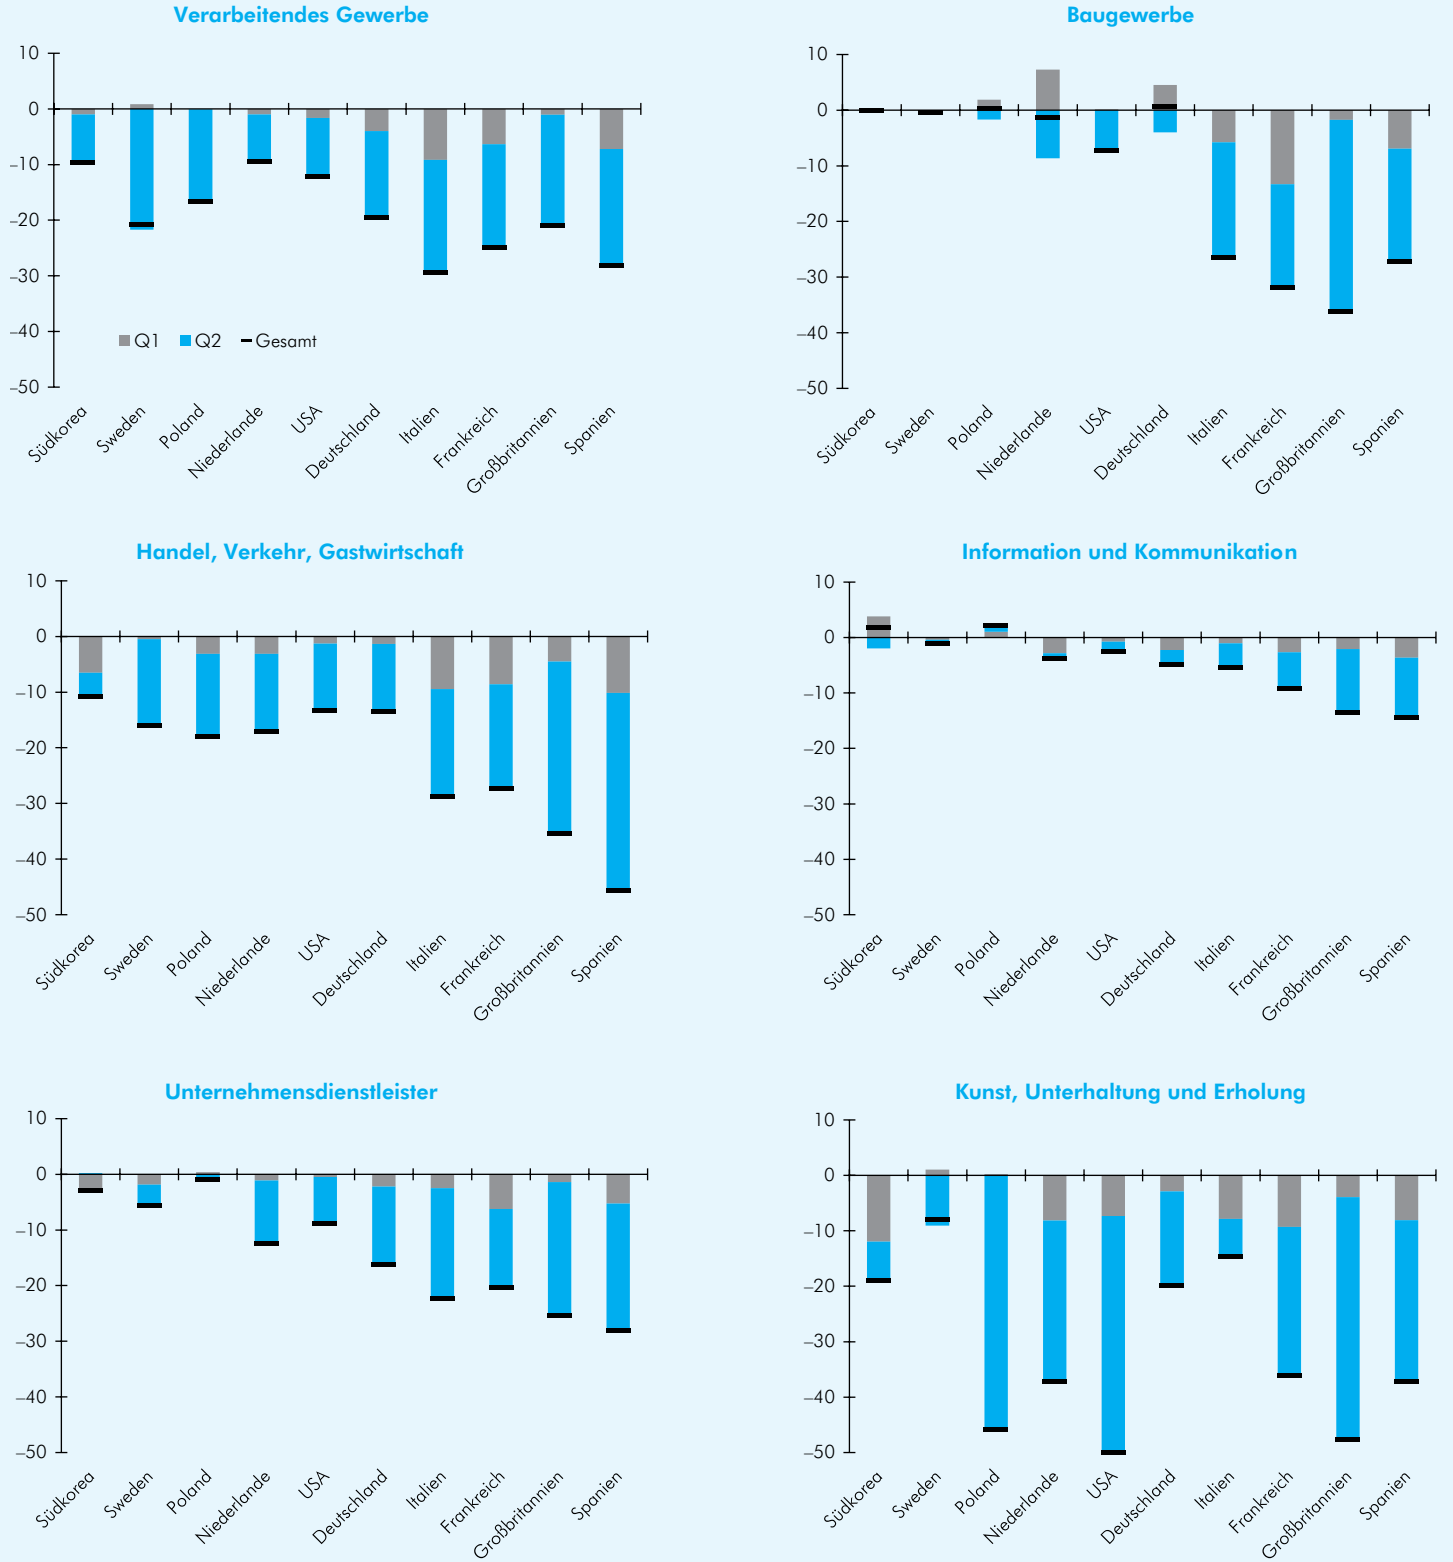 Verarbeitendes Gewerbe
10
0
–10
–20
–30
–40
–50
Q1 Q2 Gesamt
Südkorea
Sweden
Poland
Niederlande
USA
Deutschland
Italien
Frankreich
Großbritannien
Spanien
Baugewerbe
10
0
–10
–20
–30
–40
–50
Südkorea
Sweden
Poland
Niederlande
USA
Deutschland
Italien
Frankreich
Großbritannien
Spanien
Handel, Verkehr, Gastwirtschaft
10
0
–10
–20
–30
–40
–50
Südkorea
Sweden
Poland
Niederlande
USA
Deutschland
Italien
Frankreich
Großbritannien
Spanien
Information und Kommunikation
10
0
–10
–20
–30
–40
–50
Südkorea
Sweden
Poland
Niederlande
USA
Deutschland
Italien
Frankreich
Großbritannien
Spanien
Unternehmensdienstleister
10
0
–10
–20
–30
–40
–50
Südkorea
Sweden
Poland
Niederlande
USA
Deutschland
Italien
Frankreich
Großbritannien
Spanien
Kunst, Unterhaltung und Erholung
10
0
–10
–20
–30
–40
–50
Südkorea
Sweden
Poland
Niederlande
USA
Deutschland
Italien
Frankreich
Großbritannien
Spanien